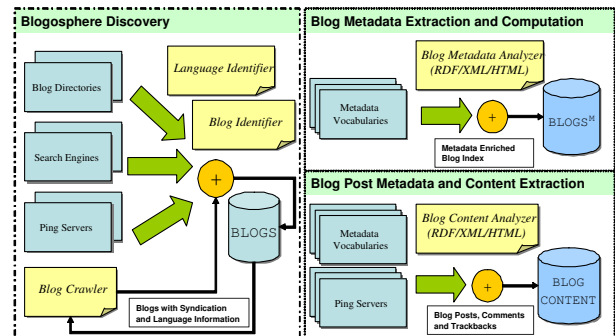 Blogosphere Discovery
Blog Directories
Language Identifier
Blog Identifier
Search Engines
+
Ping Servers
BLOGS
Blog Crawler
Blogs with Syndication
and Language Information
Blog Metadata Extraction and Computation
Blog Metadata Analyzer
(RDF/XML/HTML)
Metadata
Vocabularies
+
BLOGSᴹ
Metadata Enriched
Blog Index
Blog Post Metadata and Content Extraction
Blog Content Analyzer
(RDF/XML/HTML)
Metadata
Vocabularies
Ping Servers
+
BLOG
CONTENT
Blog Posts, Comments
and Trackbacks